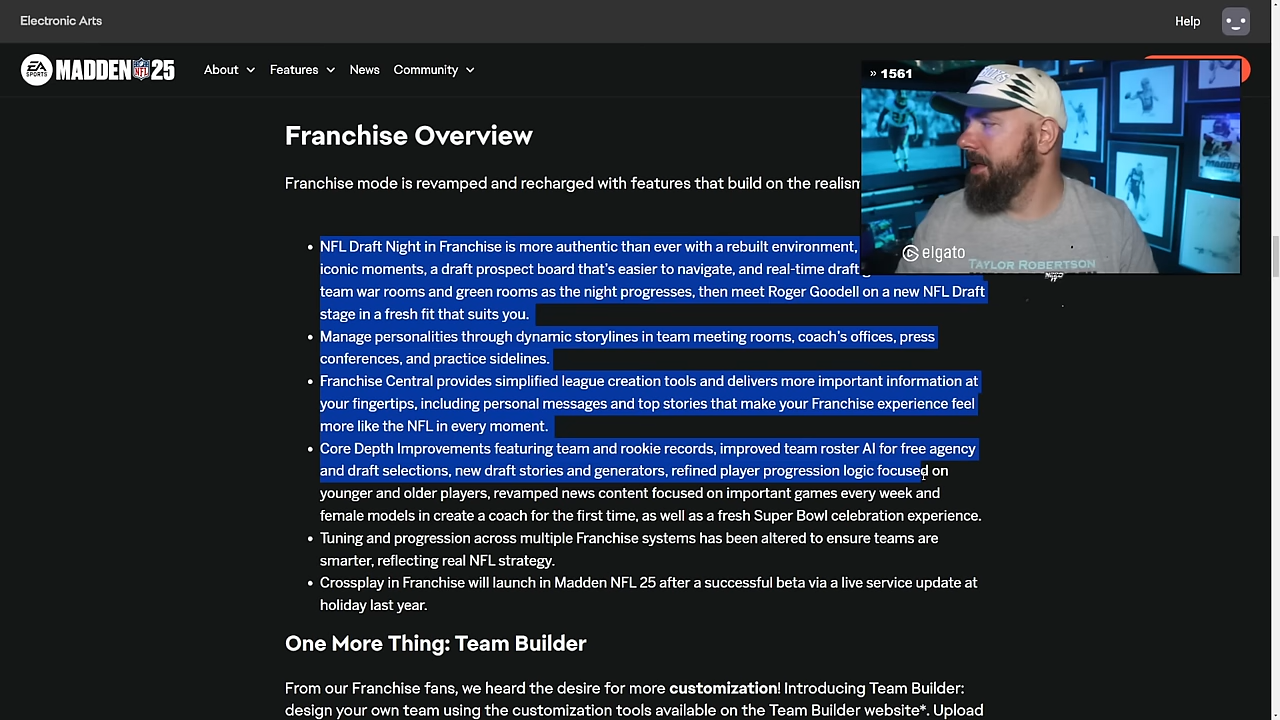 Electronic Arts
Help
EA SPORTS MADDEN NFL 25
About Features News Community
» 1561
Franchise Overview
Franchise mode is revamped and recharged with features that build on the realism
NFL Draft Night in Franchise is more authentic than ever with a rebuilt environment,
iconic moments, a draft prospect board that's easier to navigate, and real-time draft
team war rooms and green rooms as the night progresses, then meet Roger Goodell on a new NFL Draft
stage in a fresh fit that suits you.
elgato
TAYLOR ROBERTSON
MADDEN
Manage personalities through dynamic storylines in team meeting rooms, coach's offices, press
conferences, and practice sidelines.
Franchise Central provides simplified league creation tools and delivers more important information at
your fingertips, including personal messages and top stories that make your Franchise experience feel
more like the NFL in every moment.
Core Depth Improvements featuring team and rookie records, improved team roster AI for free agency
and draft selections, new draft stories and generators, refined player progression logic focused on
younger and older players, revamped news content focused on important games every week and
female models in create a coach for the first time, as well as a fresh Super Bowl celebration experience.
Tuning and progression across multiple Franchise systems has been altered to ensure teams are
smarter, reflecting real NFL strategy.
Crossplay in Franchise will launch in Madden NFL 25 after a successful beta via a live service update at
holiday last year.
One More Thing: Team Builder
From our Franchise fans, we heard the desire for more customization! Introducing Team Builder:
design your own team using the customization tools available on the Team Builder website*. Upload